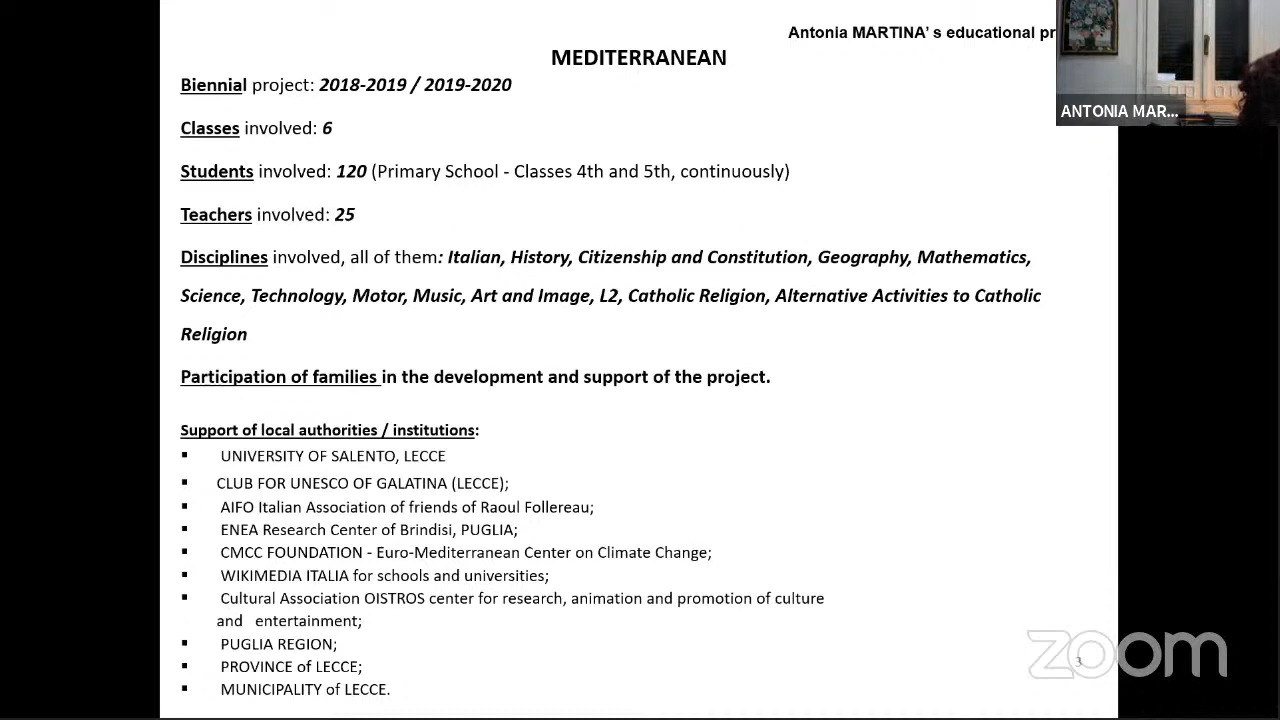 Antonia MARTINA’ s educational pr
MEDITERRANEAN
Biennial project: 2018-2019 / 2019-2020
ANTONIA MAR...
Classes involved: 6
Students involved: 120 (Primary School - Classes 4th and 5th, continuously)
Teachers involved: 25
Disciplines involved, all of them: Italian, History, Citizenship and Constitution, Geography, Mathematics,
Science, Technology, Motor, Music, Art and Image, L2, Catholic Religion, Alternative Activities to Catholic
Religion
Participation of families in the development and support of the project.
Support of local authorities / institutions:
▪ UNIVERSITY OF SALENTO, LECCE
▪ CLUB FOR UNESCO OF GALATINA (LECCE);
▪ AIFO Italian Association of friends of Raoul Follereau;
▪ ENEA Research Center of Brindisi, PUGLIA;
▪ CMCC FOUNDATION - Euro-Mediterranean Center on Climate Change;
▪ WIKIMEDIA ITALIA for schools and universities;
▪ Cultural Association OISTROS center for research, animation and promotion of culture
and entertainment;
▪ PUGLIA REGION;
▪ PROVINCE of LECCE;
▪ MUNICIPALITY of LECCE.
3
zoom